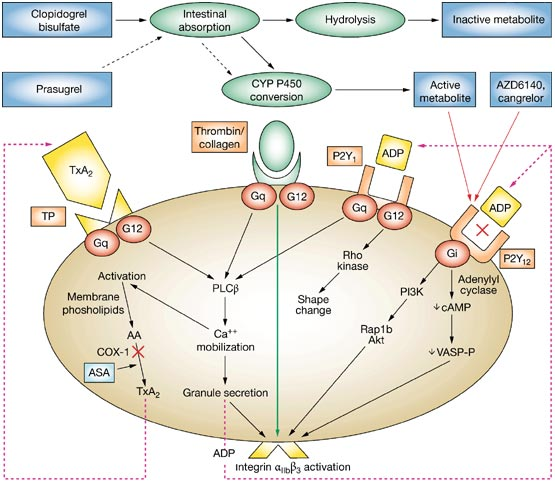 Clopidogrel
bisulfate
Intestinal
absorption
Hydrolysis
Inactive metabolite
Prasugrel
CYP P450
conversion
Active
metabolite
AZD6140,
cangrelor
Thrombin/
collagen
P2Y1
ADP
TxA2
TP
Gq
G12
Gq
G12
Gq
G12
ADP
Gi
P2Y12
Activation
PLCβ
Rho
kinase
Adenylyl
cyclase
Membrane
phosholipids
PI3K
↓cAMP
Shape
change
AA
Ca++
mobilization
Rap1b
Akt
COX-1
↓VASP-P
ASA
TxA2
Granule secretion
ADP
Integrin αIIbβ3 activation